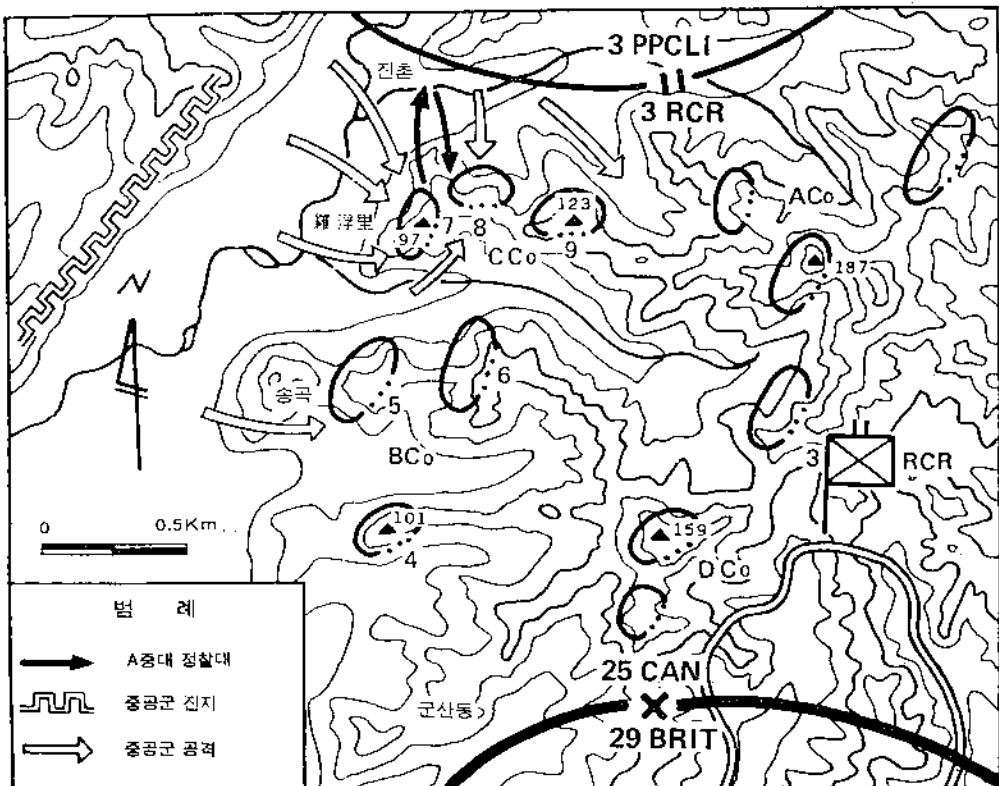 3 PPCLI
3 RCR
진촌
羅浮里
97
7
8
123
9
CCo
ACo
187
송곡
5
6
BCo
3
RCR
0 0.5Km
101
4
159
D Co
범 례
A중대 정찰대
중공군 진지
중공군 공격
군산동
25 CAN
29 BRIT
N